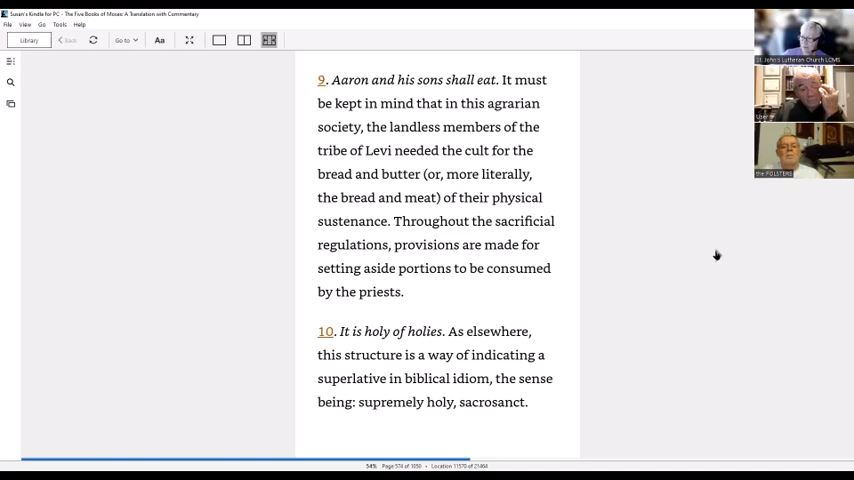 Susan's Kindle for PC - The Five Books of Moses: A Translation with Commentary
File View Go Tools Help
Library Back Go to Aa
9. Aaron and his sons shall eat. It must
be kept in mind that in this agrarian
society, the landless members of the
tribe of Levi needed the cult for the
bread and butter (or, more literally,
the bread and meat) of their physical
sustenance. Throughout the sacrificial
regulations, provisions are made for
setting aside portions to be consumed
by the priests.
10. It is holy of holies. As elsewhere,
this structure is a way of indicating a
superlative in biblical idiom, the sense
being: supremely holy, sacrosanct.
54% Page 574 of 1050 • Location 11570 of 21404
St. John's Lutheran Church LCMS
User
the FOLSTERS